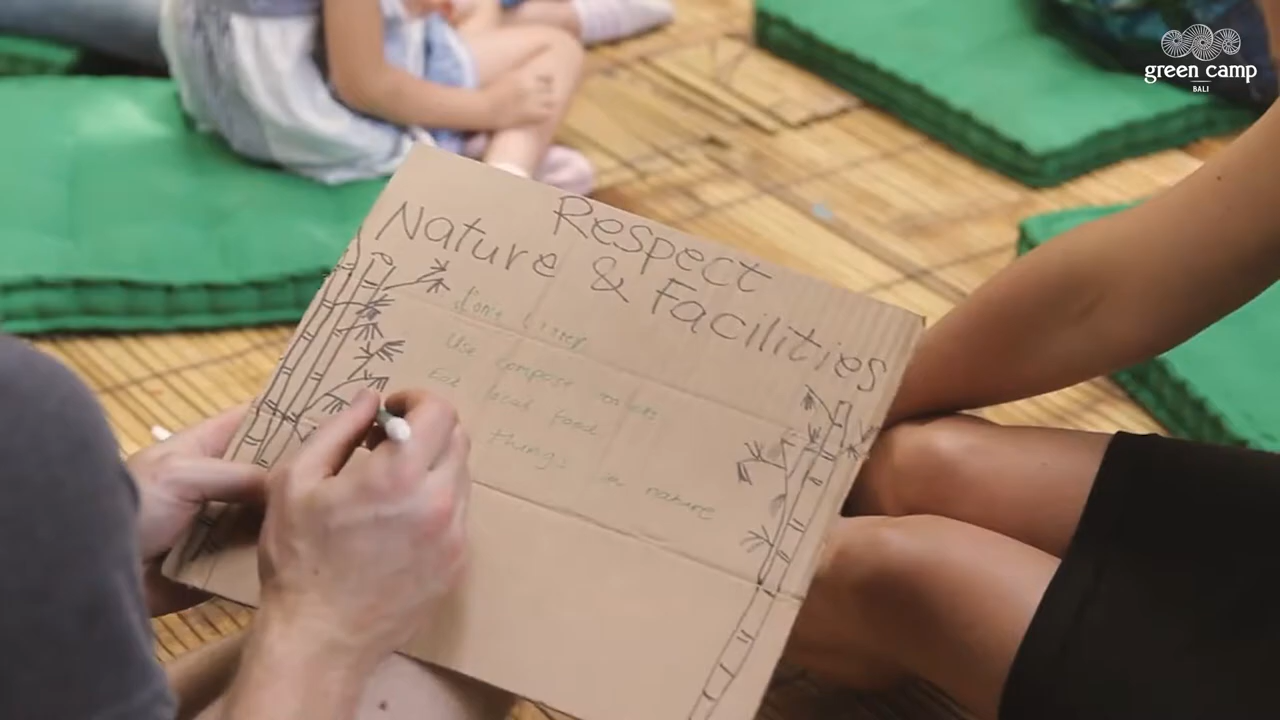 green camp
BALI
Respect
Nature & Facilities
Don't Litter
Use compost toilets
Eat local food
things in nature